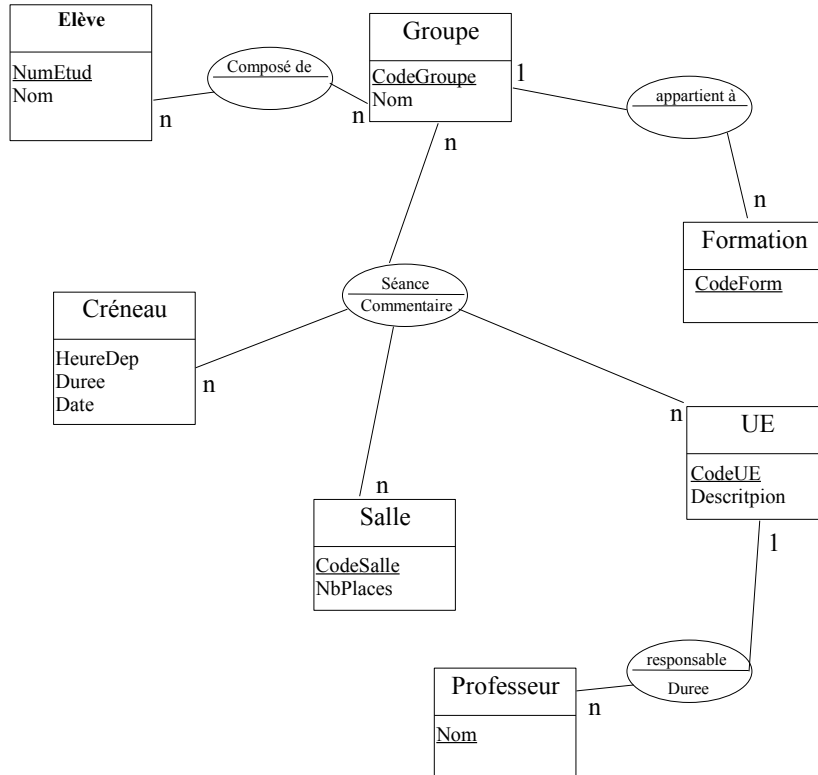 Elève
NumEtud
Nom
n
Composé de
n
Groupe
CodeGroupe
Nom
n
1
appartient à
n
Formation
CodeForm
Séance
Commentaire
Créneau
HeureDep
Duree
Date
n
n
Salle
CodeSalle
NbPlaces
n
UE
CodeUE
Descritpion
1
responsable
Duree
n
Professeur
Nom